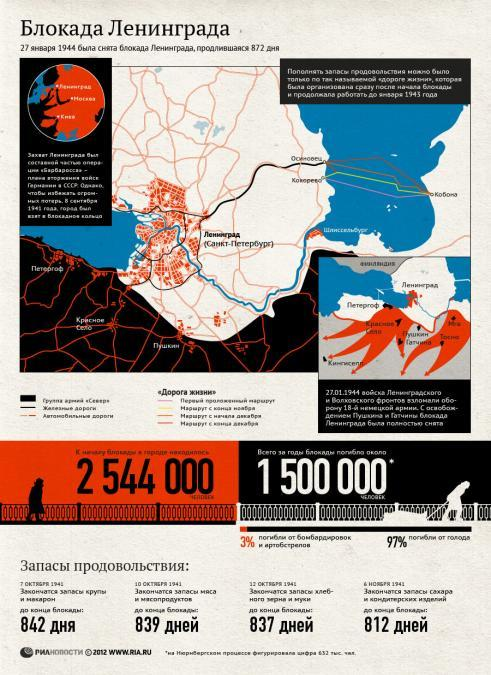 Блокада Ленинграда
27 января 1944 была снята блокада Ленинграда, продлившаяся 872 дня
Ленинград
Москва
Киев
Захват Ленинграда был
составной частью опера-
ции «Барбаросса» –
плана вторжения войск
Германии в СССР. Однако,
чтобы избежать огром-
ных потерь, 8 сентября
1941 года, город был
взят в блокадное кольцо
Пополнять запасы продовольствия можно было
только по так называемой «дороге жизни», которая
была организована сразу после начала блокады
и продолжала работать до января 1943 года
Осиновец
Кокорево
Кобона
Ленинград
(Санкт-Петербург)
Шлиссельбург
Петергоф
Красное
Село
Пушкин
ФИНЛЯНДИЯ
Ленинград
Петергоф
Красное
Село
Пушкин
Гатчина
Мга
Тосно
Кингисепп
27.01.1944 войска Ленинградского
и Волховского фронтов взломали обо-
рону 18-й немецкой армии. С освобож-
дением Пушкина и Гатчины блокада
Ленинграда была полностью снята
Группа армий «Север»
Железные дороги
Автомобильные дороги
«Дорога жизни»
Первый проложенный маршрут
Маршрут с конца ноября
Маршрут с начала декабря
Маршрут с конца декабря
К началу блокады в городе находилось
2 544 000
ЧЕЛОВЕК
Всего за годы блокады погибло около
1 500 000*
ЧЕЛОВЕК
3% погибли от бомбардировок
и артобстрелов
97% погибли от голода
Запасы продовольствия:
7 ОКТЯБРЯ 1941
Закончатся запасы крупы
и макарон
до конца блокады:
842 дня
10 ОКТЯБРЯ 1941
Закончатся запасы мяса
и мясопродуктов
до конца блокады:
839 дней
12 ОКТЯБРЯ 1941
Закончатся запасы хлеб-
ного зерна и муки
до конца блокады:
837 дней
6 НОЯБРЯ 1941
Закончатся запасы сахара
и кондитерских изделий
до конца блокады:
812 дней
РИАНОВОСТИ © 2012 WWW.RIA.RU
*на Нюрнбергском процессе фигурировала цифра 632 тыс. чел.